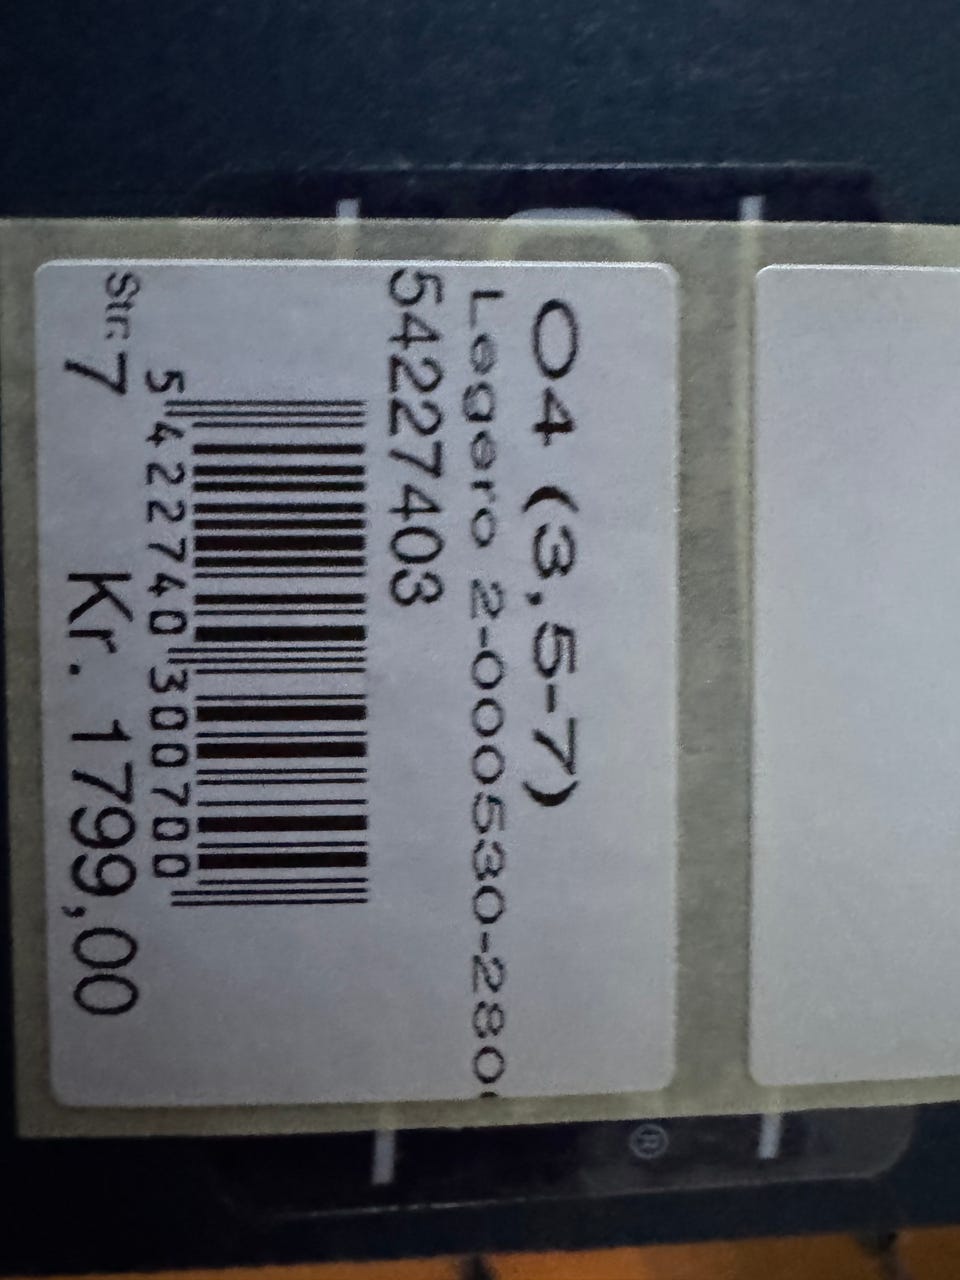 04 (3,5-7)
Legero 2-000530-280
54227403
5 422740 300700
Str: 7 Kr. 1799,00
®